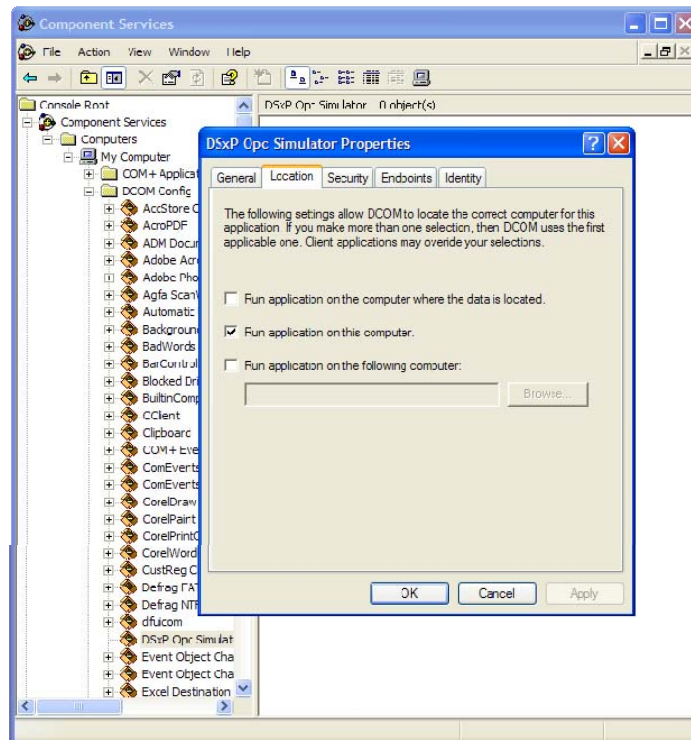 Component Services
File Action View Window Help
Console Root
DSxP Opc Simulator 0 object(s)
Component Services
Computers
My Computer
COM+ Applicat
DCOM Config
AccStore C
AcroPDF
ADM Docur
Adobe Acr
Adobe Pho
Agfa Scan
Automatic
Background
BadWords
BarControl
Blocked Dri
BuiltinComp
CClient
Clipboard
COM+ Eve
ComEvents
ComEvents
CorelDraw
CorelPaint
CorelPrint
CorelWord
CustReg C
Defrag FAT
Defrag NTF
dfuicom
DSxP Opc Simulat
Event Object Cha
Event Object Cha
Excel Destination
DSxP Opc Simulator Properties
General Location Security Endpoints Identity
The following settings allow DCOM to locate the correct computer for this
application. If you make more than one selection, then DCOM uses the first
applicable one. Client applications may overide your selections.
Run application on the computer where the data is located.
Run application on this computer.
Run application on the following computer:
Browse...
OK Cancel Apply